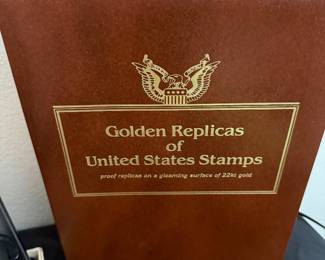 Golden Replicas
of
United States Stamps
proof replicas on a gleaming surface of 22kt gold